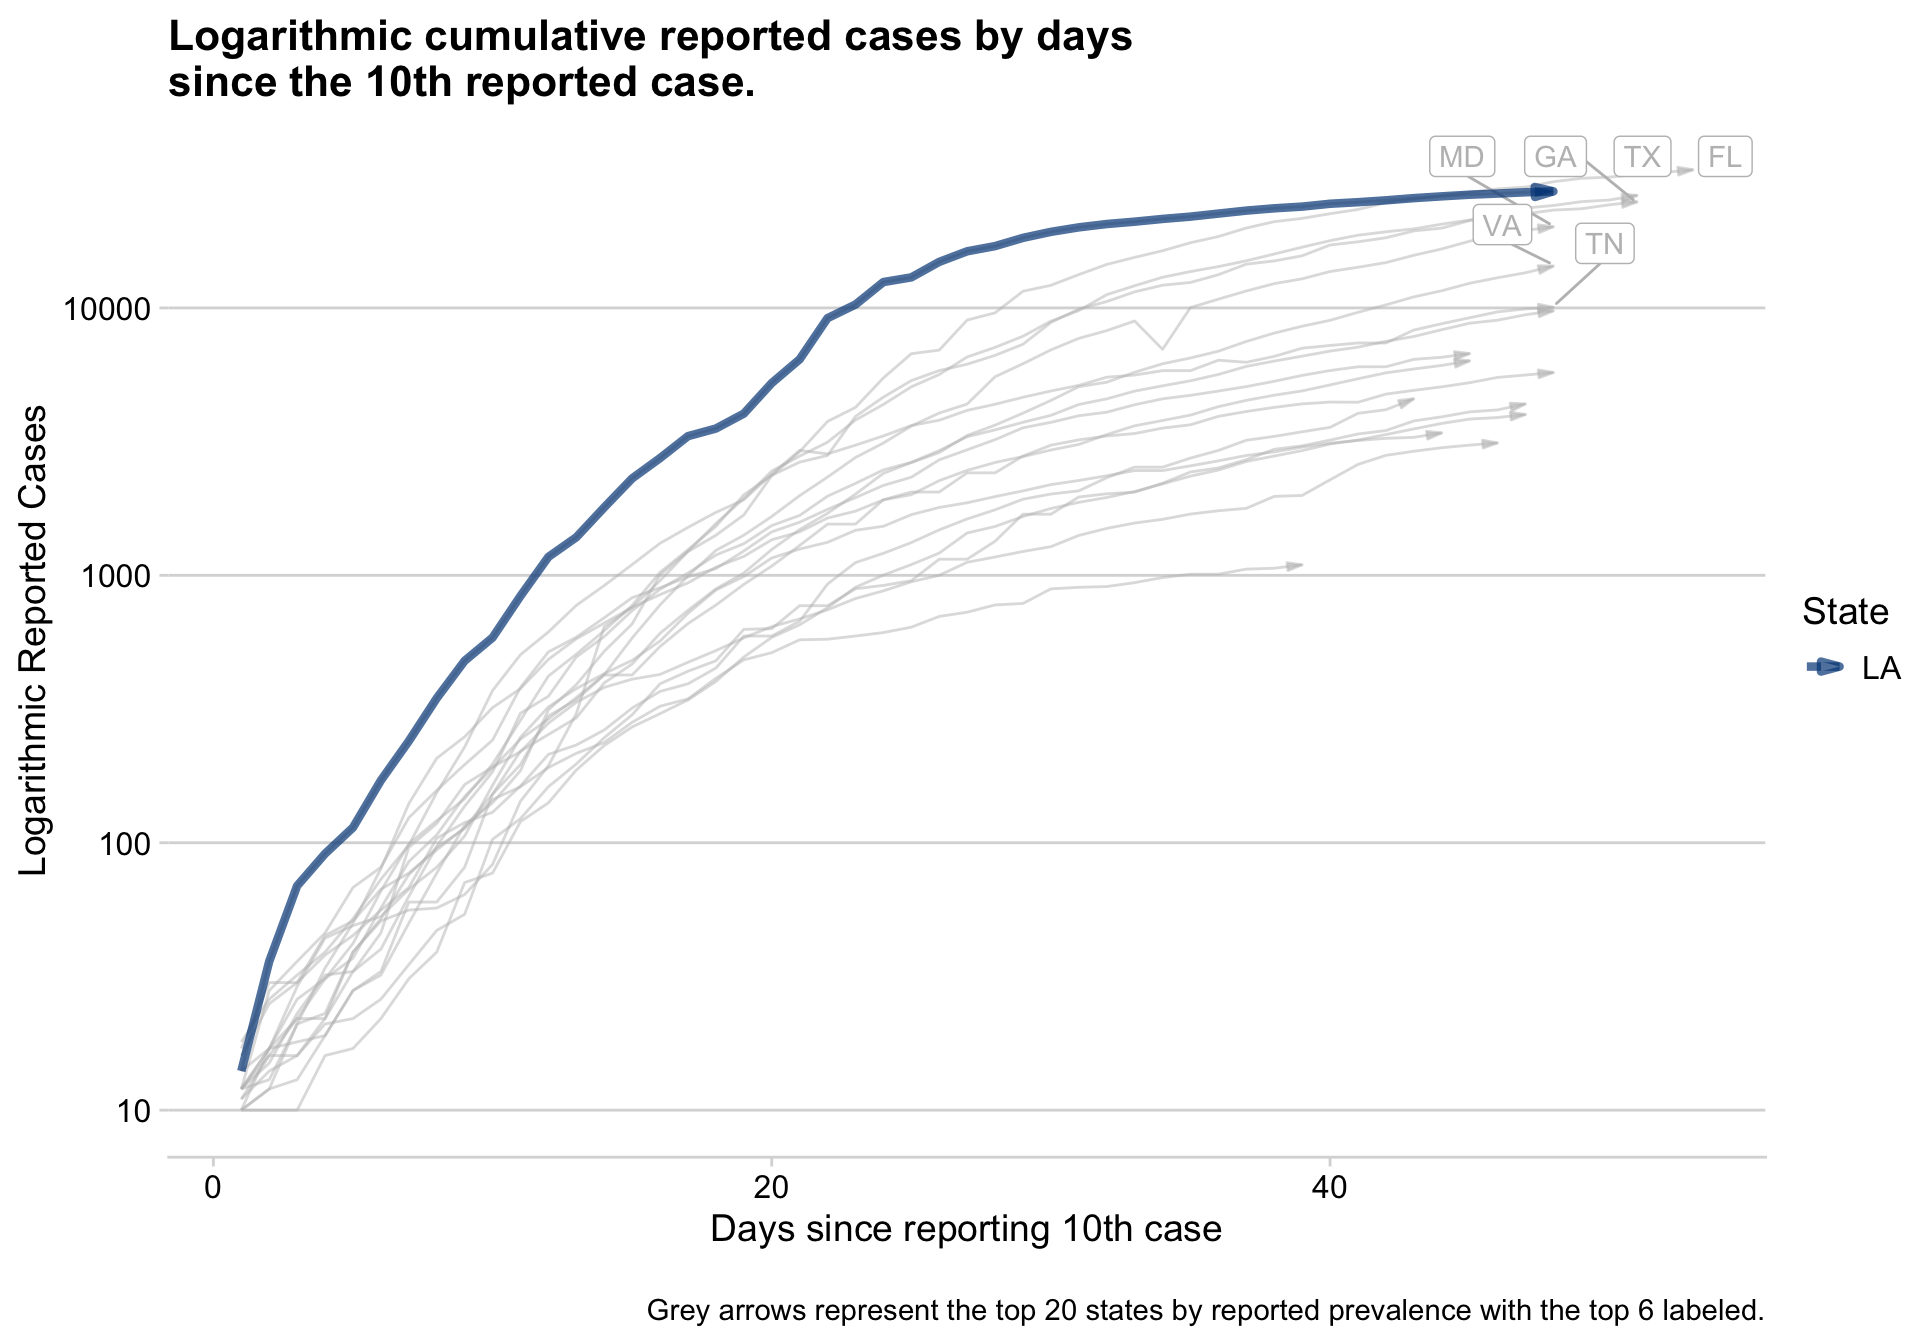 Logarithmic cumulative reported cases by days
since the 10th reported case.
MD GA TX FL
VA TN
10000
1000
100
10
Logarithmic Reported Cases
0 20 40
Days since reporting 10th case
State
LA
Grey arrows represent the top 20 states by reported prevalence with the top 6 labeled.